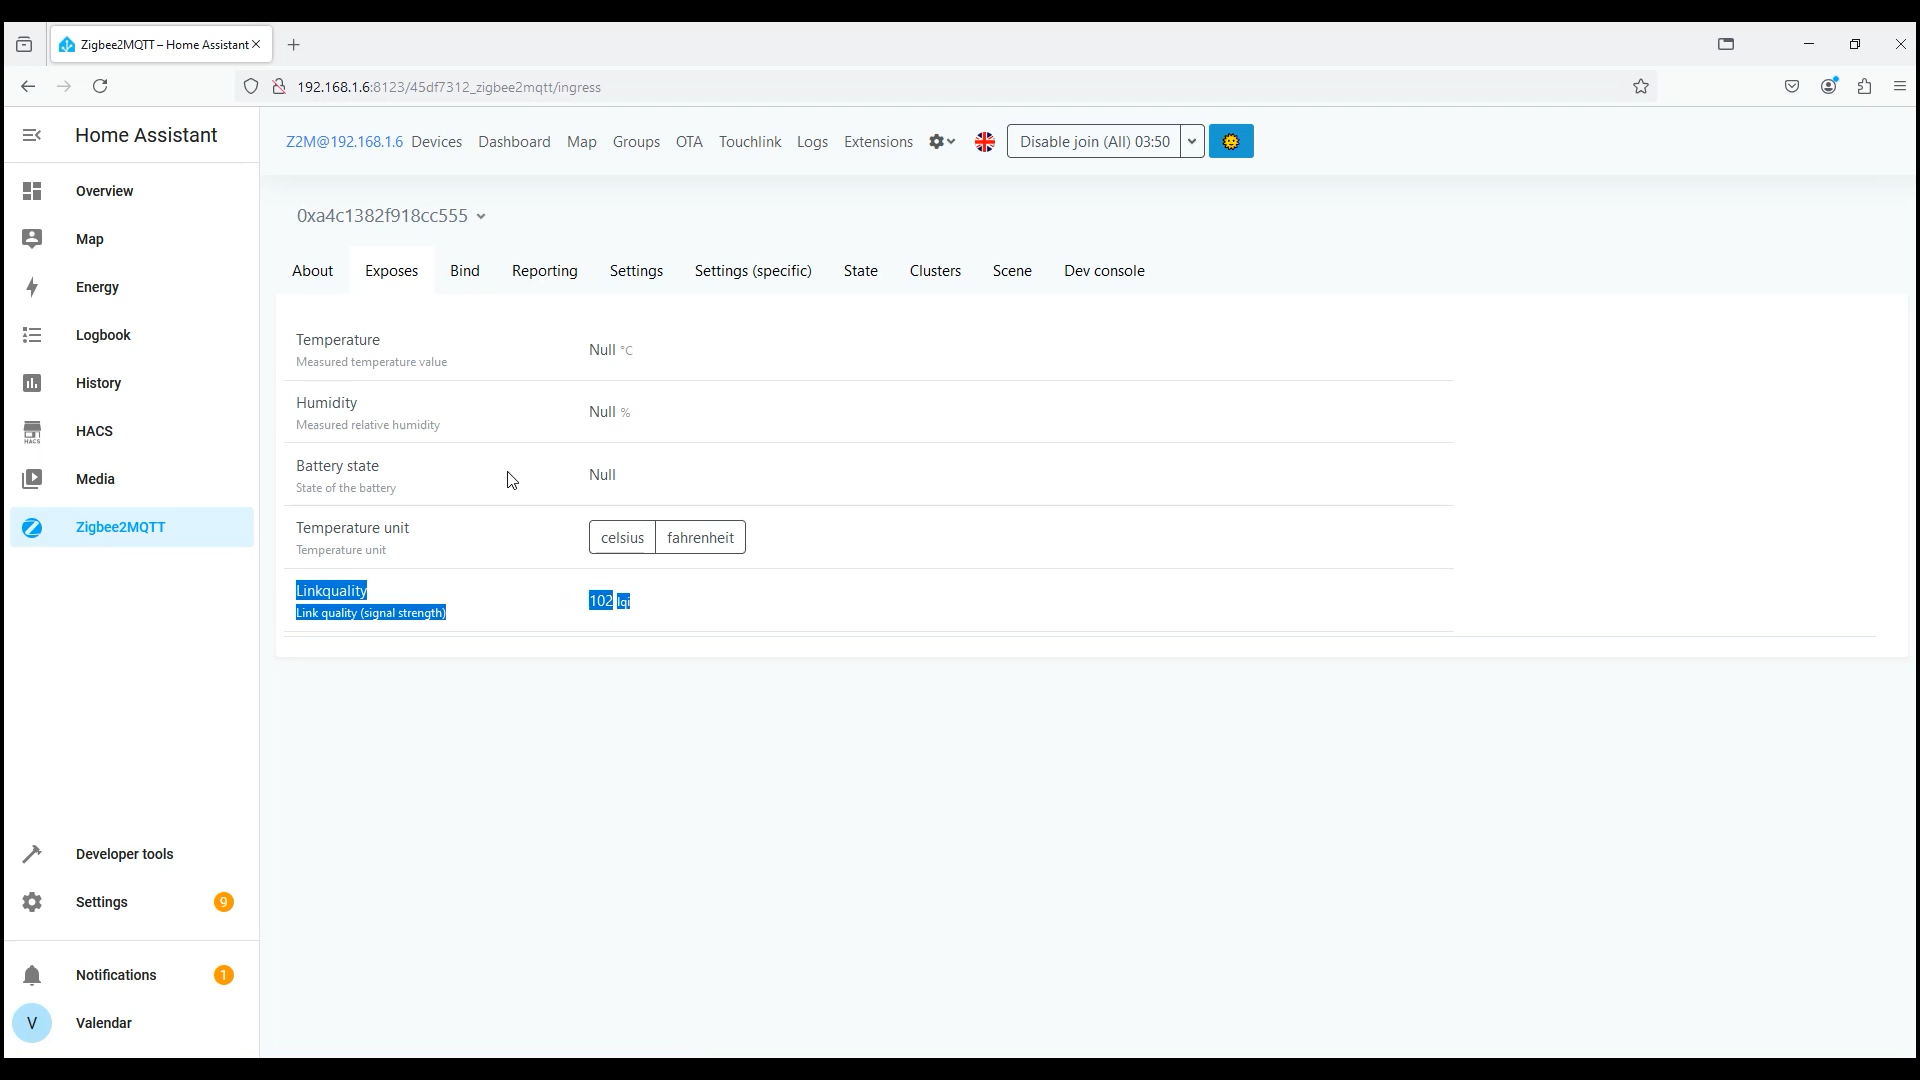 Zigbee2MQTT – Home Assistant
192.168.1.6:8123/45df7312_zigbee2mqtt/ingress
Home Assistant
Z2M@192.168.1.6 Devices Dashboard Map Groups OTA Touchlink Logs Extensions Disable join (All) 03:50
Overview
Map
Energy
Logbook
History
HACS
HACS
Media
Zigbee2MQTT
Developer tools
Settings 9
Notifications 1
V Valendar
0xa4c1382f918cc555
About Exposes Bind Reporting Settings Settings (specific) State Clusters Scene Dev console
Temperature
Measured temperature value
Null °C
Humidity
Measured relative humidity
Null %
Battery state
State of the battery
Null
Temperature unit
Temperature unit
celsius fahrenheit
Linkquality
Link quality (signal strength)
102 lqi